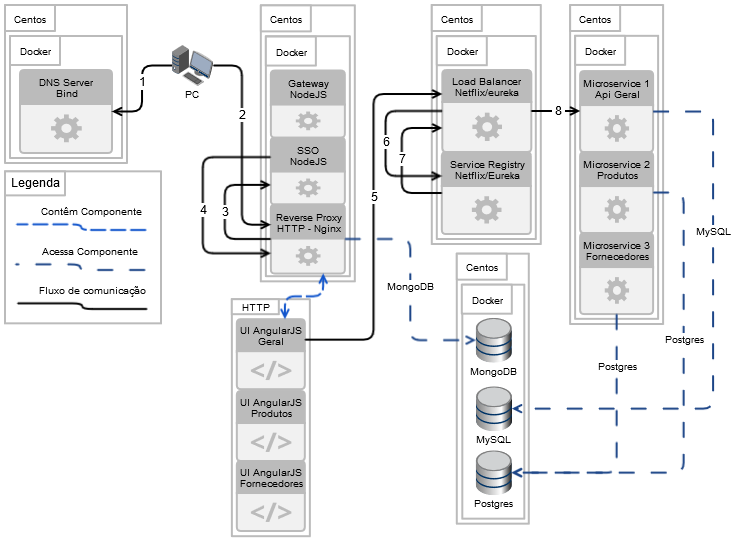 Centos
Docker
DNS Server
Bind
1
PC
2
Centos
Docker
Gateway
NodeJS
SSO
NodeJS
4
3
Reverse Proxy
HTTP - Nginx
Legenda
Contêm Componente
Acessa Componente
Fluxo de comunicação
HTTP
UI AngularJS
Geral
</>
UI AngularJS
Produtos
</>
UI AngularJS
Fornecedores
</>
5
Centos
Docker
Load Balancer
Netflix/eureka
6
7
Service Registry
Netflix/Eureka
8
Centos
Docker
Microservice 1
Api Geral
Microservice 2
Produtos
Microservice 3
Fornecedores
MySQL
MongoDB
Postgres
Postgres
Centos
Docker
MongoDB
MySQL
Postgres